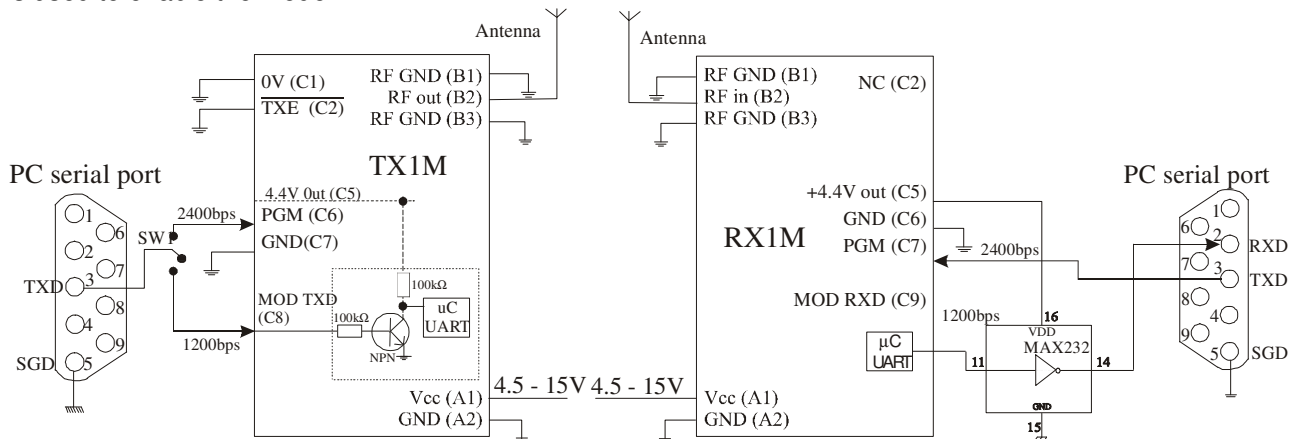 Antenna
Antenna
0V (C1)
TXE (C2)
RF GND (B1)
RF out (B2)
RF GND (B3)
TX1M
RF GND (B1)
RF in (B2)
RF GND (B3)
NC (C2)
PC serial port
1
2
3
4
5
6
7
8
9
TXD
SGD
SW1
2400bps
1200bps
4.4V 0ut (C5)
PGM (C6)
GND(C7)
MOD TXD
(C8)
100kΩ
100kΩ
NPN
uC
UART
Vcc (A1)
GND (A2)
4.5 - 15V
4.5 - 15V
RX1M
+4.4V out (C5)
GND (C6)
PGM (C7)
MOD RXD (C9)
µC
UART
Vcc (A1)
GND (A2)
2400bps
1200bps
16
VDD
MAX232
11
14
GND
15
PC serial port
1
2
3
4
5
6
7
8
9
RXD
TXD
SGD